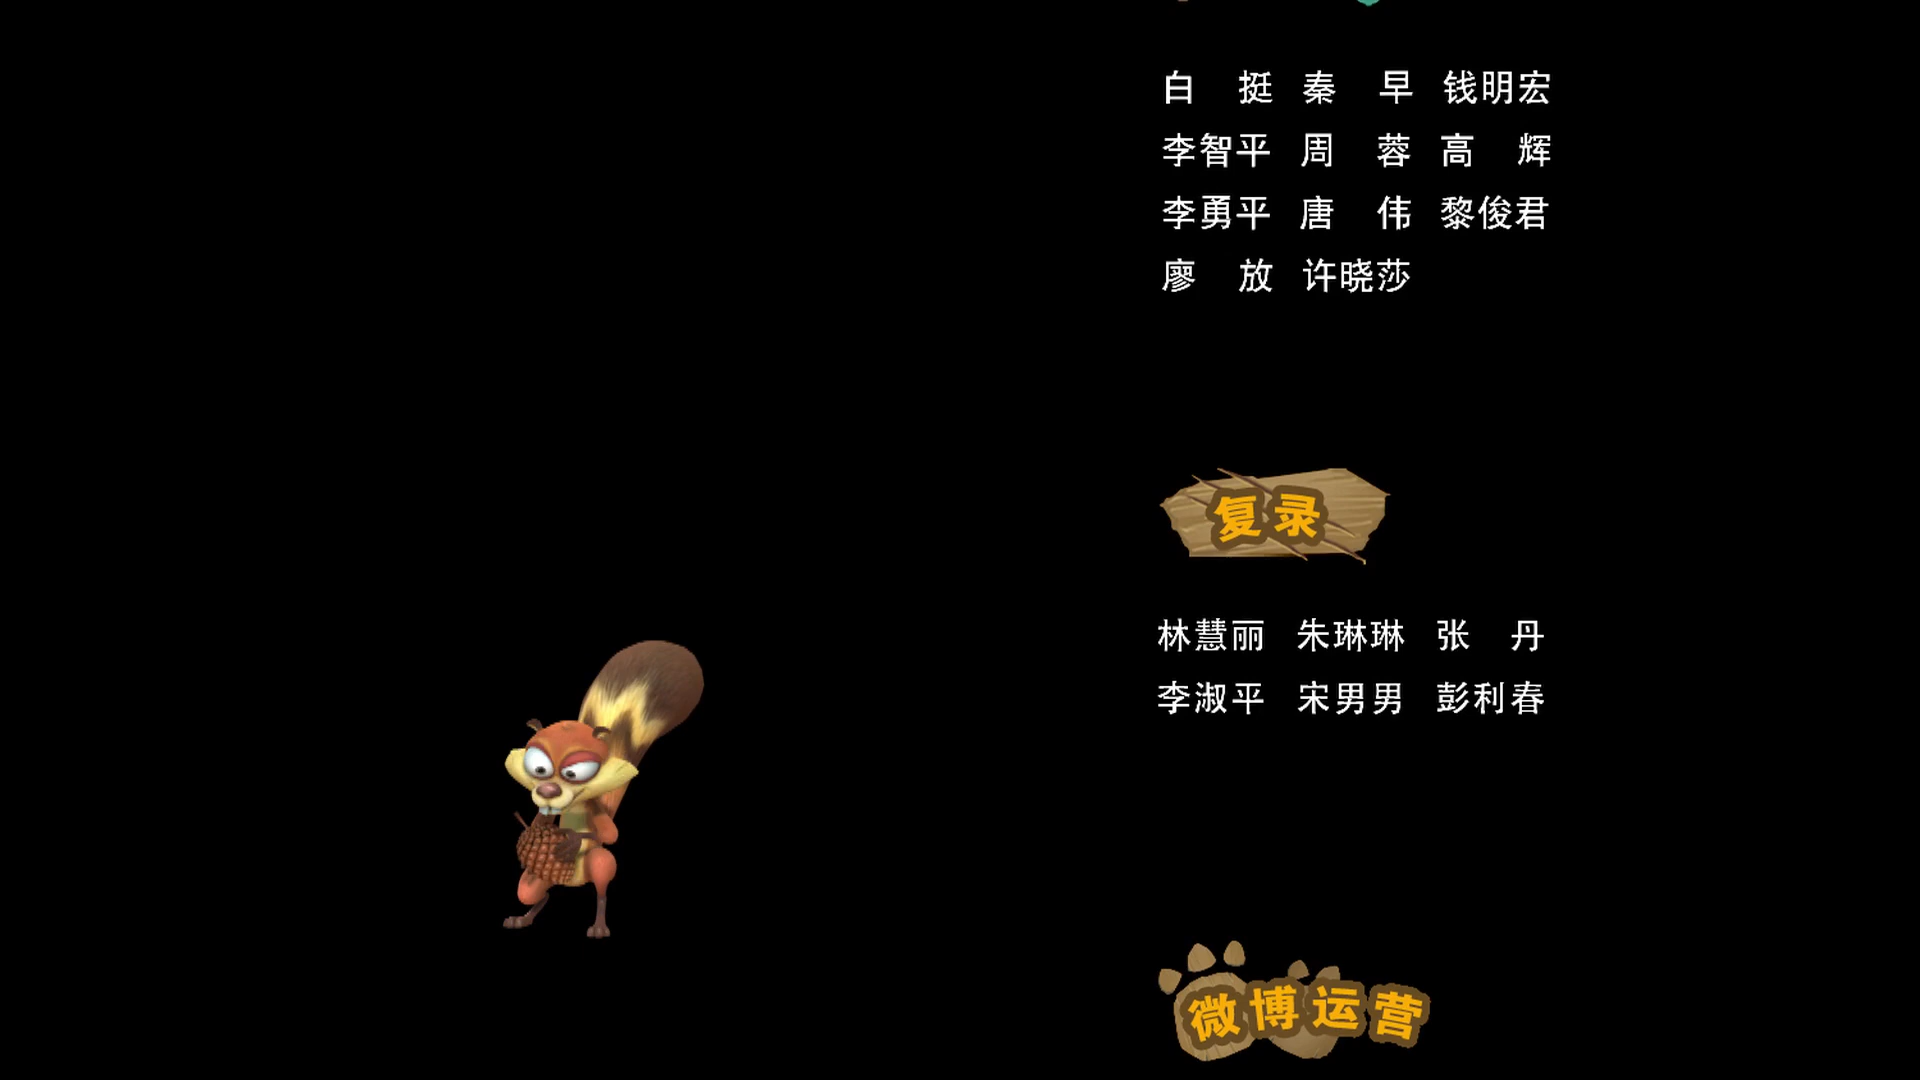 白　挺 秦　早 钱明宏
李智平 周　蓉 高　辉
李勇平 唐　伟 黎俊君
廖　放 许晓莎
复录
林慧丽 朱琳琳 张　丹
李淑平 宋男男 彭利春
微博运营